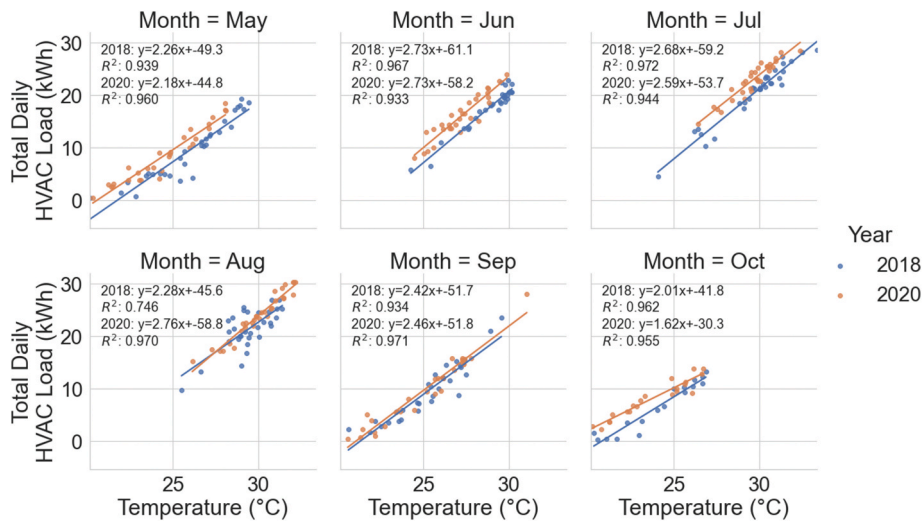 Month = May
Month = Jun
Month = Jul
Total Daily
HVAC Load (kWh)
30
20
10
0
2018: y=2.26x+-49.3
R²: 0.939
2020: y=2.18x+-44.8
R²: 0.960
2018: y=2.73x+-61.1
R²: 0.967
2020: y=2.73x+-58.2
R²: 0.933
2018: y=2.68x+-59.2
R²: 0.972
2020: y=2.59x+-53.7
R²: 0.944
Year
2018
2020
Month = Aug
Month = Sep
Month = Oct
Total Daily
HVAC Load (kWh)
30
20
10
0
2018: y=2.28x+-45.6
R²: 0.746
2020: y=2.76x+-58.8
R²: 0.970
2018: y=2.42x+-51.7
R²: 0.934
2020: y=2.46x+-51.8
R²: 0.971
2018: y=2.01x+-41.8
R²: 0.962
2020: y=1.62x+-30.3
R²: 0.955
25 30
25 30
25 30
Temperature (°C)
Temperature (°C)
Temperature (°C)